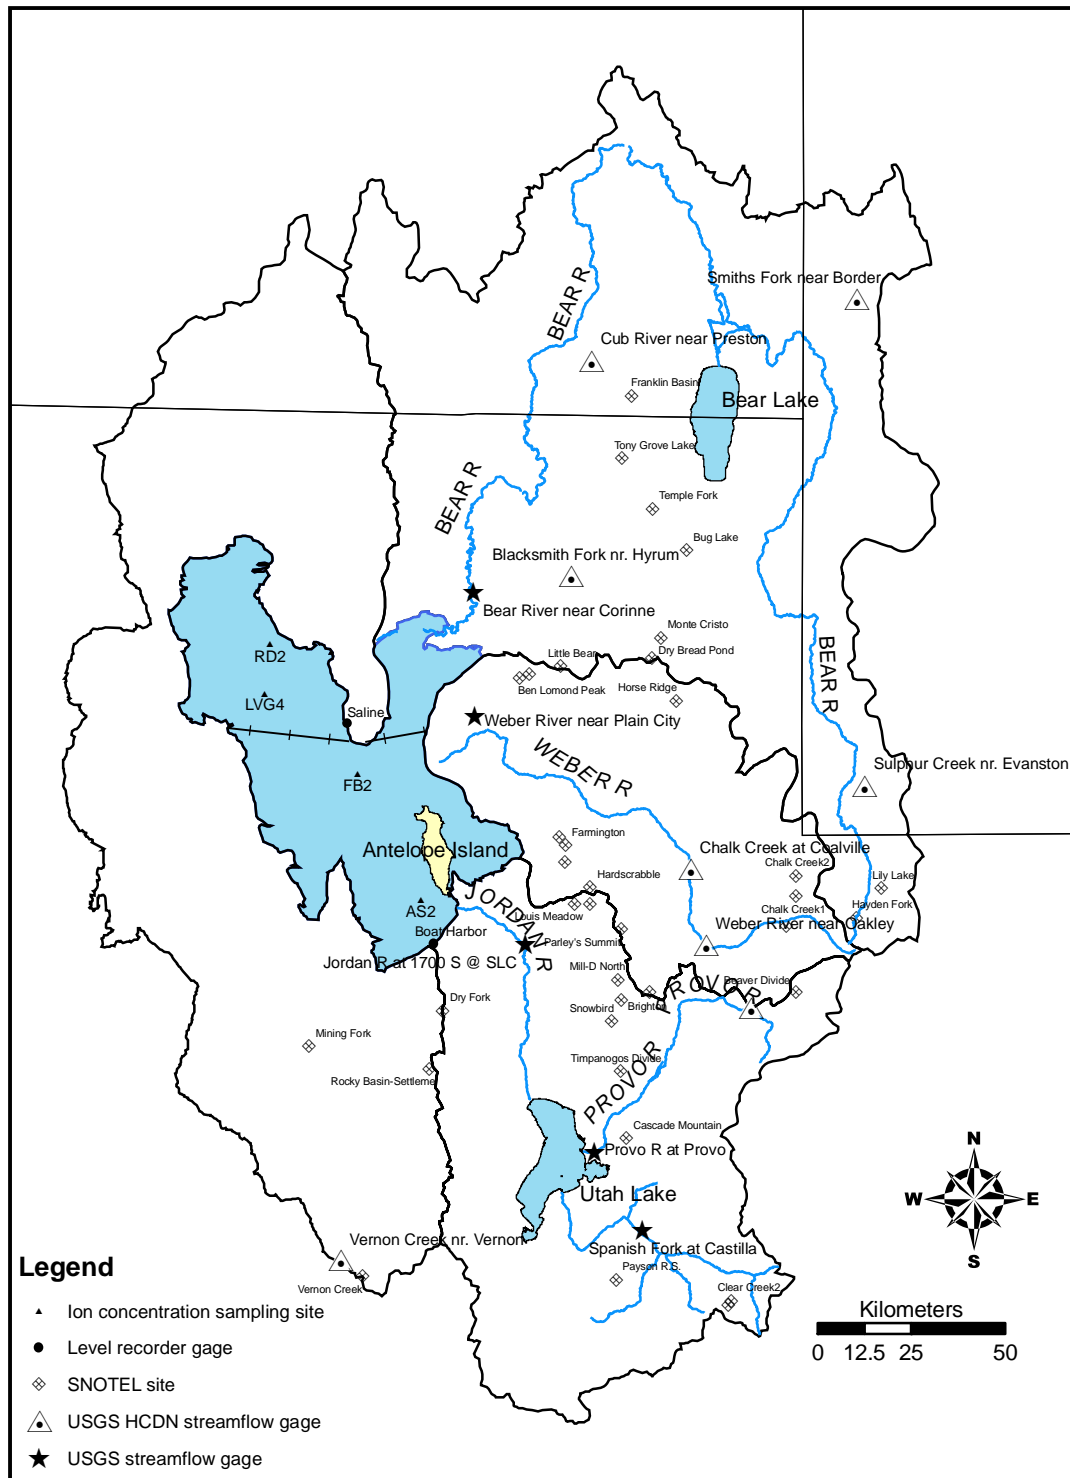 Smiths Fork near Border
BEAR R
Cub River near Preston
Franklin Basin
Bear Lake
Tony Grove Lake
BEAR R
Temple Fork
Bug Lake
Blacksmith Fork nr. Hyrum
Bear River near Corinne
Monte Cristo
RD2
Little Bear
Dry Bread Pond
BEAR R
Ben Lomond Peak
Horse Ridge
LVG4
Saline
Weber River near Plain City
WEBER R
FB2
Sulphur Creek nr. Evanston
Farmington
Antelope Island
Chalk Creek at Coalville
Chalk Creek2
Hardscrabble
Lily Lake
JORDAN R
AS2
Louis Meadow
Chalk Creek1
Hayden Fork
Boat Harbor
Weber River near Oakley
Parley's Summit
Jordan R at 1700 S @ SLC
Mill-D North
PROVO R
Beaver Divide
Dry Fork
Snowbird
Brighton
Mining Fork
Timpanogos Divide
Rocky Basin-Settleme
PROVO R
Cascade Mountain
Provo R at Provo
Utah Lake
N
W
E
S
Vernon Creek nr. Vernon
Spanish Fork at Castilla
Payson R.S.
Vernon Creek
Clear Creek2
Legend
Ion concentration sampling site
Level recorder gage
SNOTEL site
USGS HCDN streamflow gage
USGS streamflow gage
Kilometers
0 12.5 25 50